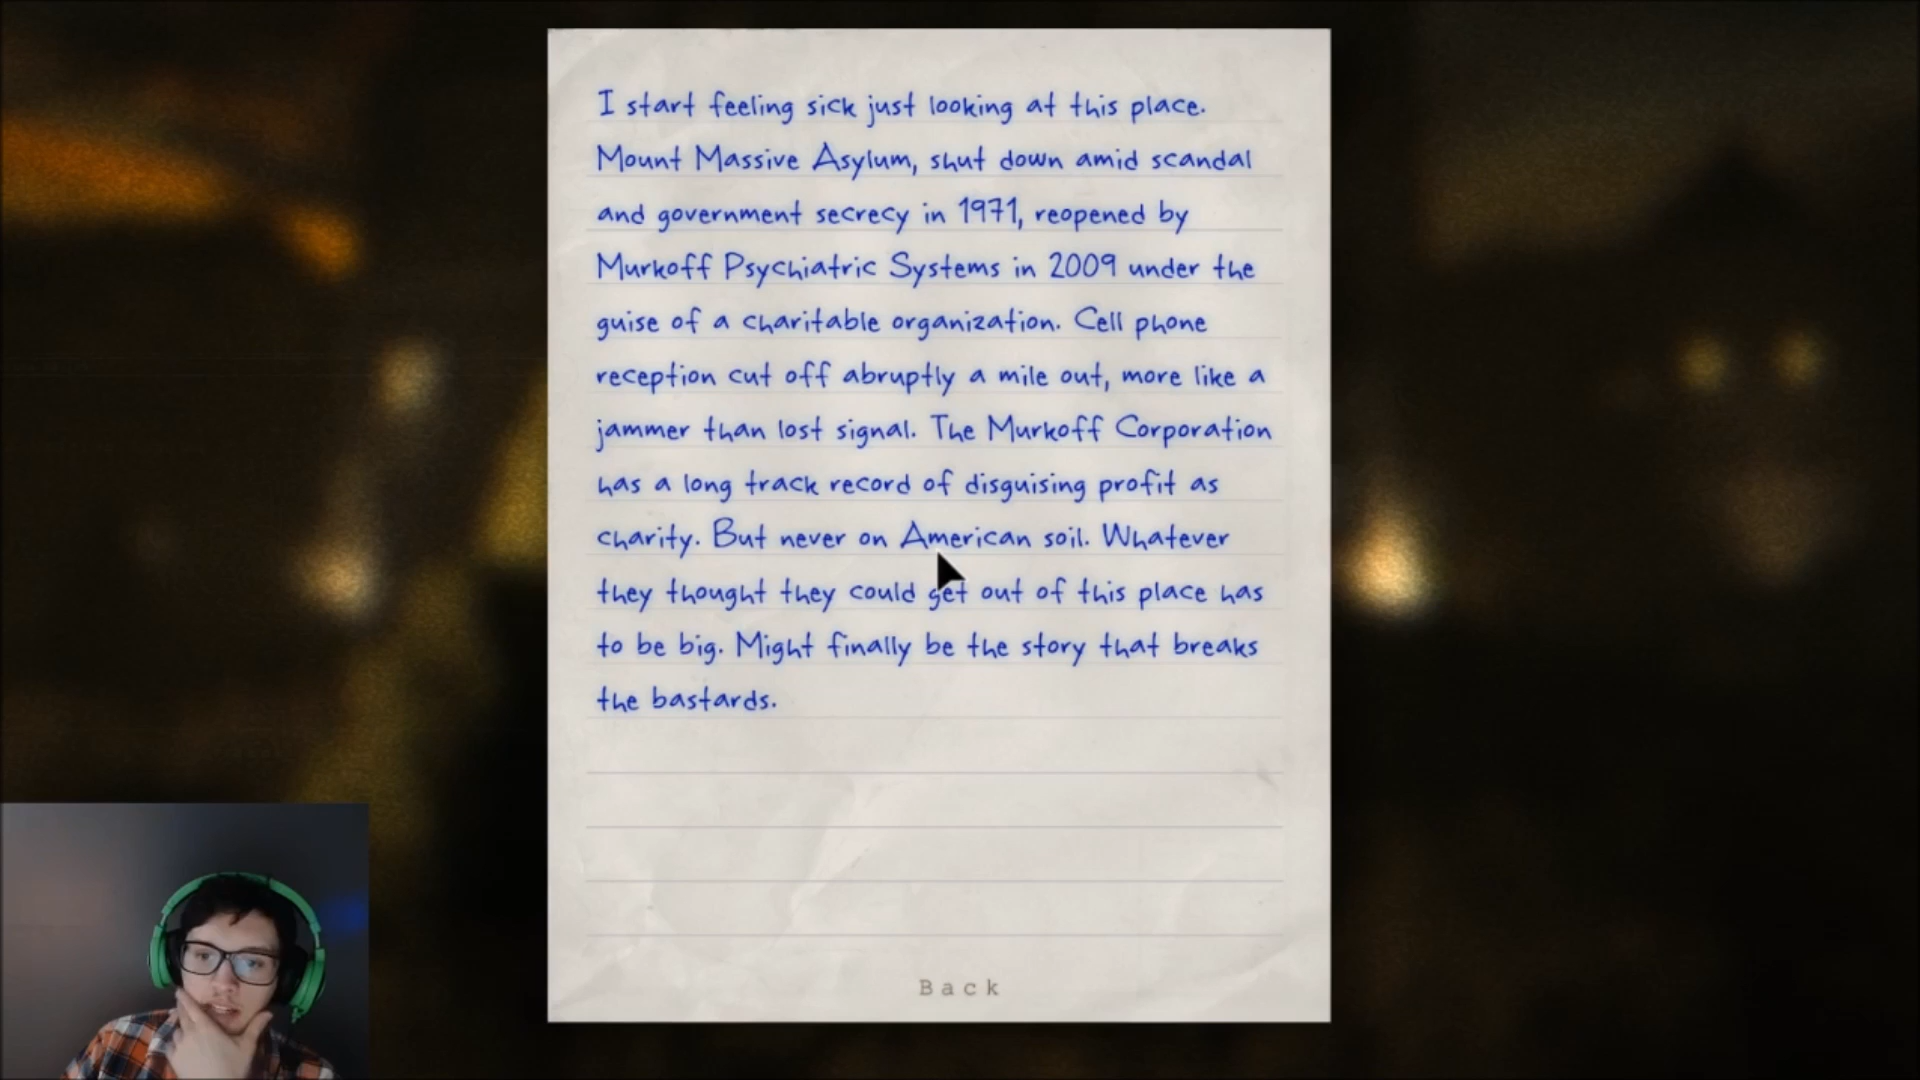 I start feeling sick just looking at this place.
Mount Massive Asylum, shut down amid scandal
and government secrecy in 1971, reopened by
Murkoff Psychiatric Systems in 2009 under the
guise of a charitable organization. Cell phone
reception cut off abruptly a mile out, more like a
jammer than lost signal. The Murkoff Corporation
has a long track record of disguising profit as
charity. But never on American soil. Whatever
they thought they could get out of this place has
to be big. Might finally be the story that breaks
the bastards.
Back